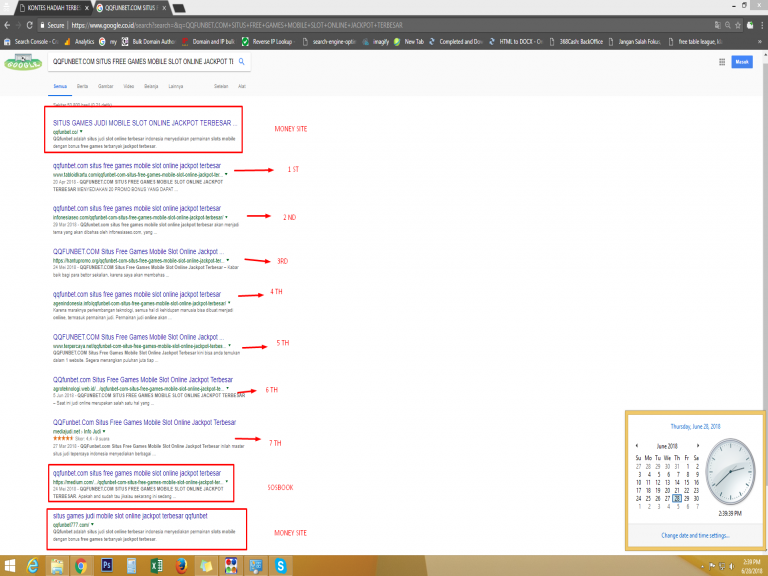 KONTES HADIAH TERBE
QQFUNBET.COM SITUS F
Secure
https://www.google.co.id/search?search=&q=QQFUNBET.COM+SITUS+FREE+GAMES+MOBILE+SLOT+ONLINE+JACKPOT+TERBESAR
Search Console - G
Analytics
my
Bulk Domain Author
Domain and IP bulk
Reverse IP Lookup
search-engine-optim
imagify
New Tab
Completed and Do
HTML to DOCX - Co
368Cash: BackOffice
Jangan Salah Fokus
free table league, li
GOOGLE
QQFUNBET.COM SITUS FREE GAMES MOBILE SLOT ONLINE JACKPOT TE
Masuk
Semua
Berita
Gambar
Video
Belanja
Lainnya
Setelan
Alat
SITUS GAMES JUDI MOBILE SLOT ONLINE JACKPOT TERBESAR ...
qqfunbet.co/
QQfunbet adalah situs judi slot online indonesia menyediakan permainan slots mobile
dengan bonus free games terbanyak jackpot terbesar.
MONEY SITE
qqfunbet.com situs free games mobile slot online jackpot terbesar
www.tabloidkartu.com/qqfunbet-com-situs-free-games-mobile-slot-online-jackpot-ter...
20 Apr 2018 - QQFUNBET.COM SITUS FREE GAMES MOBILE SLOT ONLINE JACKPOT
TERBESAR MENYEDIAKAN 20 PROMO BONUS YANG DAPAT ...
1 ST
qqfunbet.com situs free games mobile slot online jackpot terbesar
infonesiaseo.com/qqfunbet-com-situs-free-games-mobile-slot-online-jackpot-terbesar/
28 Mei 2018 - QQfunbet.com situs free games mobile slot online jackpot terbesar akan menjadi
tema yang akan dibahas oleh infonesiaseo.com, yang ...
2 ND
QQFUNBET.COM Situs Free Games Mobile Slot Online Jackpot ...
https://hantupromo.org/qqfunbet-com-situs-free-games-mobile-slot-online-jackpot-ter...
24 Mei 2018 - QQFUNBET.COM Situs Free Games Mobile Slot Online Jackpot Terbesar – Kabar
baik bagi para bettor sekalian, karena saya akan membahas ...
3RD
qqfunbet.com situs free games mobile slot online jackpot terbesar
agenindonesia.info/qqfunbet-com-situs-free-games-mobile-slot-online-jackpot-terbesar/
Karena maraknya perkembangan teknologi, semua hal di kehidupan manusia bisa dibuat menjadi
online, termasuk permainan judi. Permainan judi online akan ...
4 TH
QQFUNBET.COM Situs Free Games Mobile Slot Online Jackpot ...
www.terpercaya.net/qqfunbet-com-situs-free-games-mobile-slot-online-jackpot-terbes...
QQFUNBET.COM Situs Free Games Mobile Slot Online Jackpot Terbesar kini bisa anda temukan
dalam 1 website. Segera menangkan puluhan juta tiap ...
5 TH
QQFunbet.com Situs Free Games Mobile Slot Online Jackpot Terbesar
agroteknologi.web.id/.../qqfunbet-com-situs-free-games-mobile-slot-online-jackpot-te...
5 Jun 2018 - QQFUNBET.COM SITUS FREE GAMES MOBILE SLOT ONLINE JACKPOT TERBESAR
– Saat ini judi online merupakan salah satu hal yang ...
6 TH
QQFunBet.Com Situs Free Games Mobile Slot Online Jackpot Terbesar
mediajudi.net › Info Judi
27 Mei 2018 - QQFunBet.Com Situs Free Games Mobile Slot Online Jackpot Terbesar
situs judi terpercaya Indonesia menyediakan berbagai ...
7 TH
qqfunbet.com situs free games mobile slot online jackpot terbesar
https://medium.com/.../qqfunbet-com-situs-free-games-mobile-slot-online-jackpot-...
24 Mei 2018 - QQFUNBET.COM SITUS FREE GAMES MOBILE SLOT ONLINE JACKPOT
TERBESAR. Apakah and sudah tau jikalau sekarang ini sedang ...
SOSBOOK
situs games judi mobile slot online jackpot terbesar qqfunbet
qqfunbet777.com/
QQfunbet adalah situs judi slot online indonesia menyediakan permainan slots mobile
dengan bonus free games terbanyak jackpot terbesar.
MONEY SITE
Thursday, June 28, 2018
June 2018
Su Mo Tu We Th Fr Sa
27 28 29 30 31 1 2
3 4 5 6 7 8 9
10 11 12 13 14 15 16
17 18 19 20 21 22 23
24 25 26 27 28 29 30
1 2 3 4 5 6 7
2:39:39 PM
Change date and time settings...
2:39 PM
6/28/2018